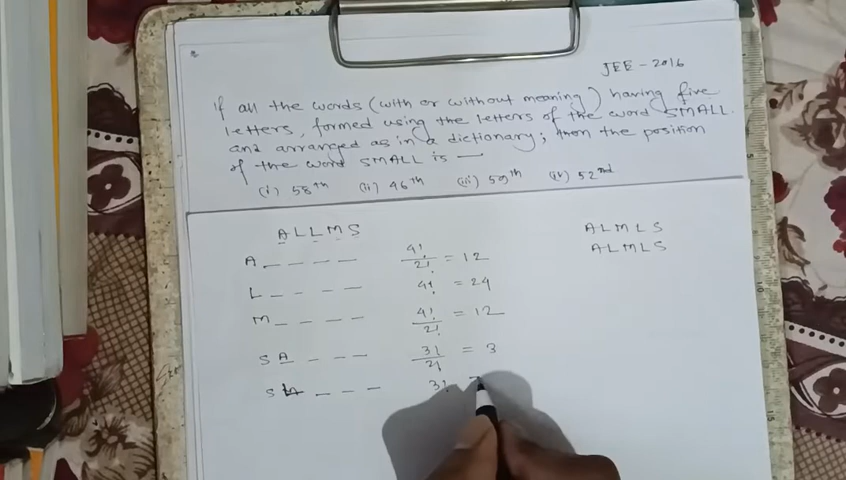 JEE - 2016
If all the words (with or without meaning) having five
letters, formed using the letters of the word SMALL
and arranged as in a dictionary; then the position
of the word SMALL is —
(i) 58th (ii) 46th (iii) 59th (iv) 52nd
A L L M S
A _ _ _ _ 4!/2! = 12
L _ _ _ _ 4! = 24
M _ _ _ _ 4!/2! = 12
S A _ _ _ 3!/2! = 3
S L _ _ _ 3!
A L M L S
A L M L S